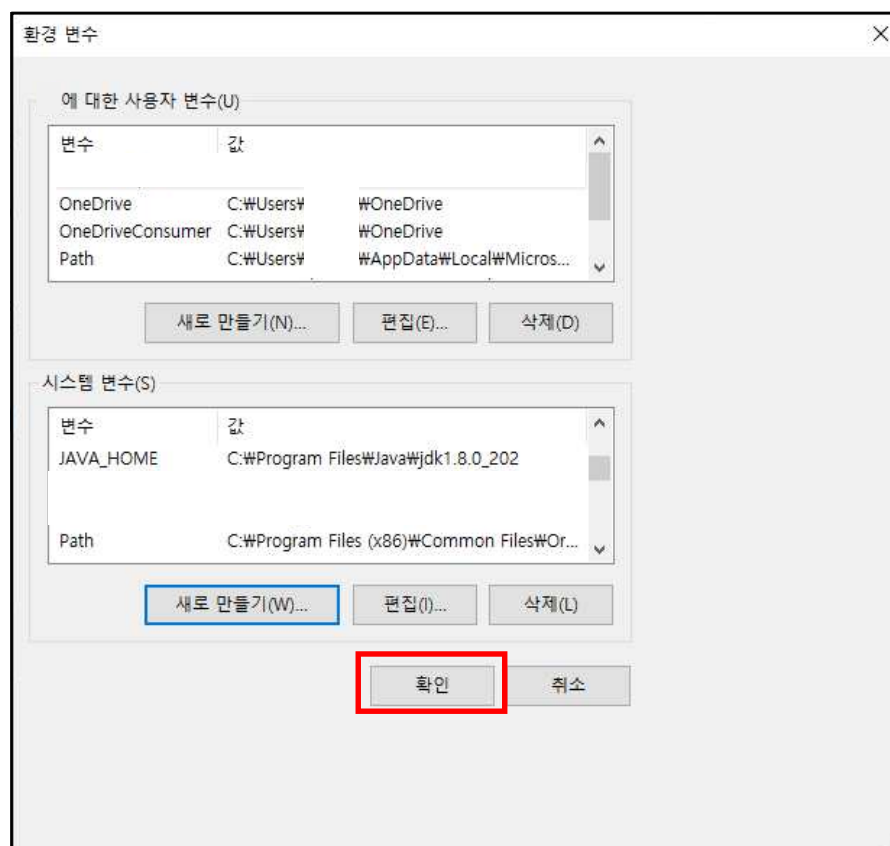 환경 변수
에 대한 사용자 변수(U)
변수 값
OneDrive C:₩Users₩ ₩OneDrive
OneDriveConsumer C:₩Users₩ ₩OneDrive
Path C:₩Users₩ ₩AppData₩Local₩Micros...
새로 만들기(N)... 편집(E)... 삭제(D)
시스템 변수(S)
변수 값
JAVA_HOME C:₩Program Files₩Java₩jdk1.8.0_202
Path C:₩Program Files (x86)₩Common Files₩Or...
새로 만들기(W)... 편집(I)... 삭제(L)
확인 취소